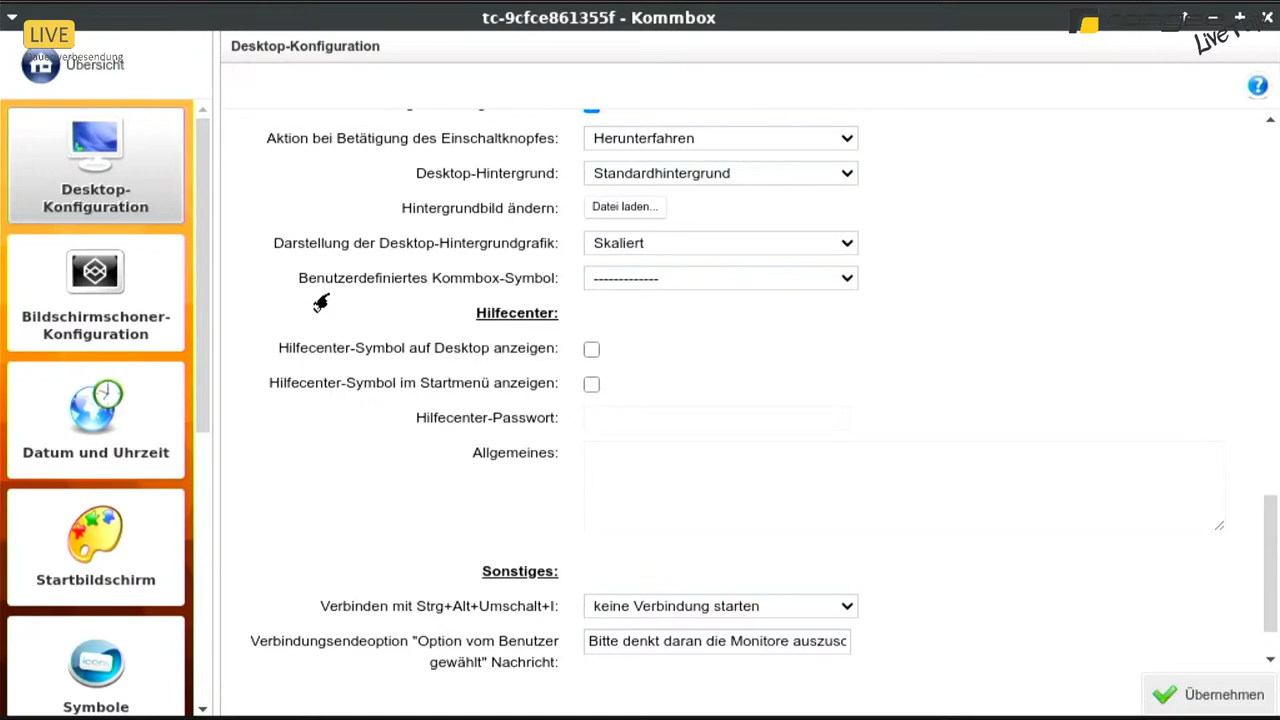 tc-9cfce861355f - Kommbox
LIVE
Dauerverbesendung
Übersicht
Desktop-Konfiguration
Live
Desktop-
Konfiguration
Bildschirmschoner-
Konfiguration
Datum und Uhrzeit
Startbildschirm
Symbole
Aktion bei Betätigung des Einschaltknopfes: Herunterfahren
Desktop-Hintergrund: Standardhintergrund
Hintergrundbild ändern: Datei laden...
Darstellung der Desktop-Hintergrundgrafik: Skaliert
Benutzerdefiniertes Kommbox-Symbol: -------------
Hilfecenter:
Hilfecenter-Symbol auf Desktop anzeigen:
Hilfecenter-Symbol im Startmenü anzeigen:
Hilfecenter-Passwort:
Allgemeines:
Sonstiges:
Verbinden mit Strg+Alt+Umschalt+I: keine Verbindung starten
Verbindungsendeoption "Option vom Benutzer Bitte denkt daran die Monitore auszusc
gewählt" Nachricht:
Übernehmen